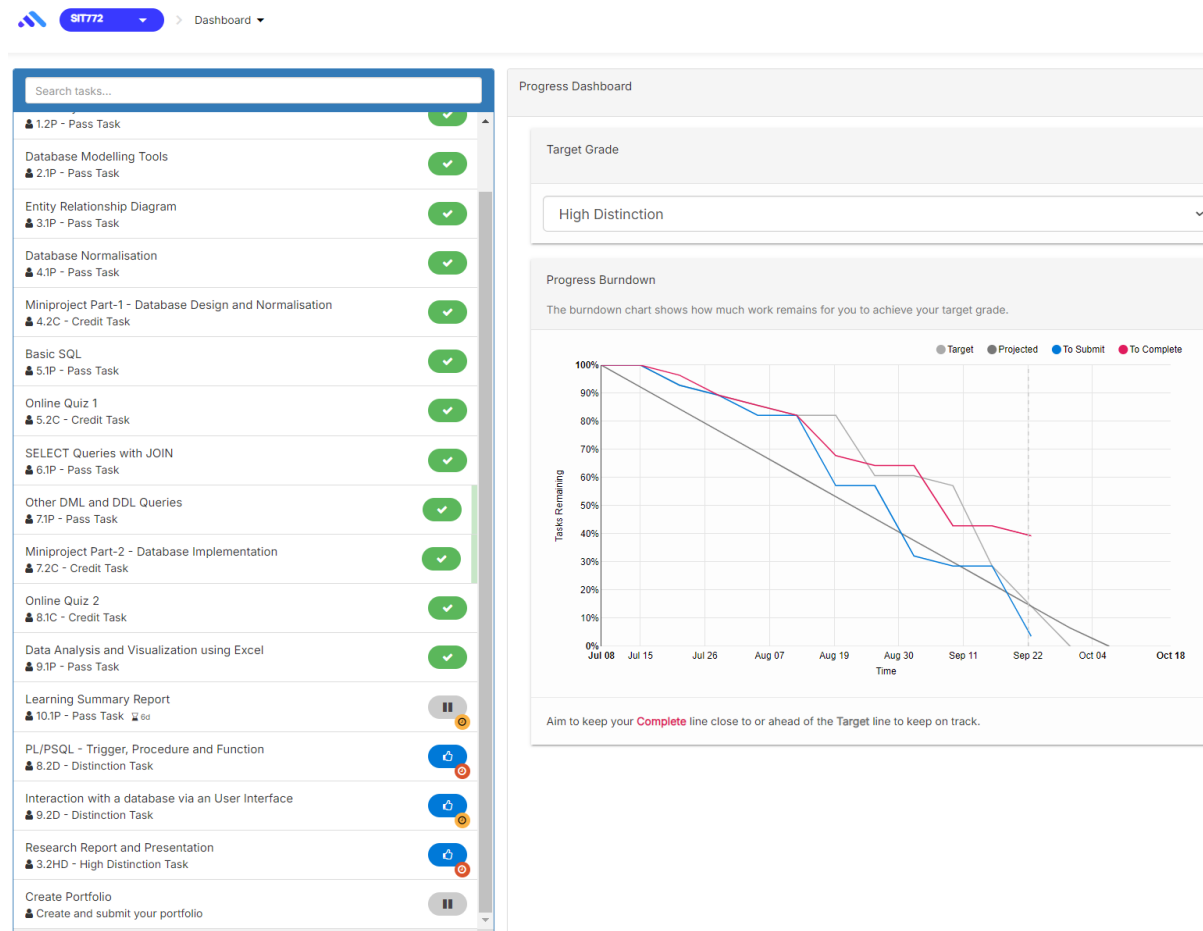 SIT772
Dashboard
Search tasks...
1.2P - Pass Task
Database Modelling Tools
2.1P - Pass Task
Entity Relationship Diagram
3.1P - Pass Task
Database Normalisation
4.1P - Pass Task
Miniproject Part-1 - Database Design and Normalisation
4.2C - Credit Task
Basic SQL
5.1P - Pass Task
Online Quiz 1
5.2C - Credit Task
SELECT Queries with JOIN
6.1P - Pass Task
Other DML and DDL Queries
7.1P - Pass Task
Miniproject Part-2 - Database Implementation
7.2C - Credit Task
Online Quiz 2
8.1C - Credit Task
Data Analysis and Visualization using Excel
9.1P - Pass Task
Learning Summary Report
10.1P - Pass Task 6d
PL/PSQL - Trigger, Procedure and Function
8.2D - Distinction Task
Interaction with a database via an User Interface
9.2D - Distinction Task
Research Report and Presentation
3.2HD - High Distinction Task
Create Portfolio
Create and submit your portfolio
Progress Dashboard
Target Grade
High Distinction
Progress Burndown
The burndown chart shows how much work remains for you to achieve your target grade.
Target Projected To Submit To Complete
100%
90%
80%
70%
60%
50%
40%
30%
20%
10%
0%
Tasks Remaining
Jul 08 Jul 15 Jul 26 Aug 07 Aug 19 Aug 30 Sep 11 Sep 22 Oct 04 Oct 18
Time
Aim to keep your Complete line close to or ahead of the Target line to keep on track.